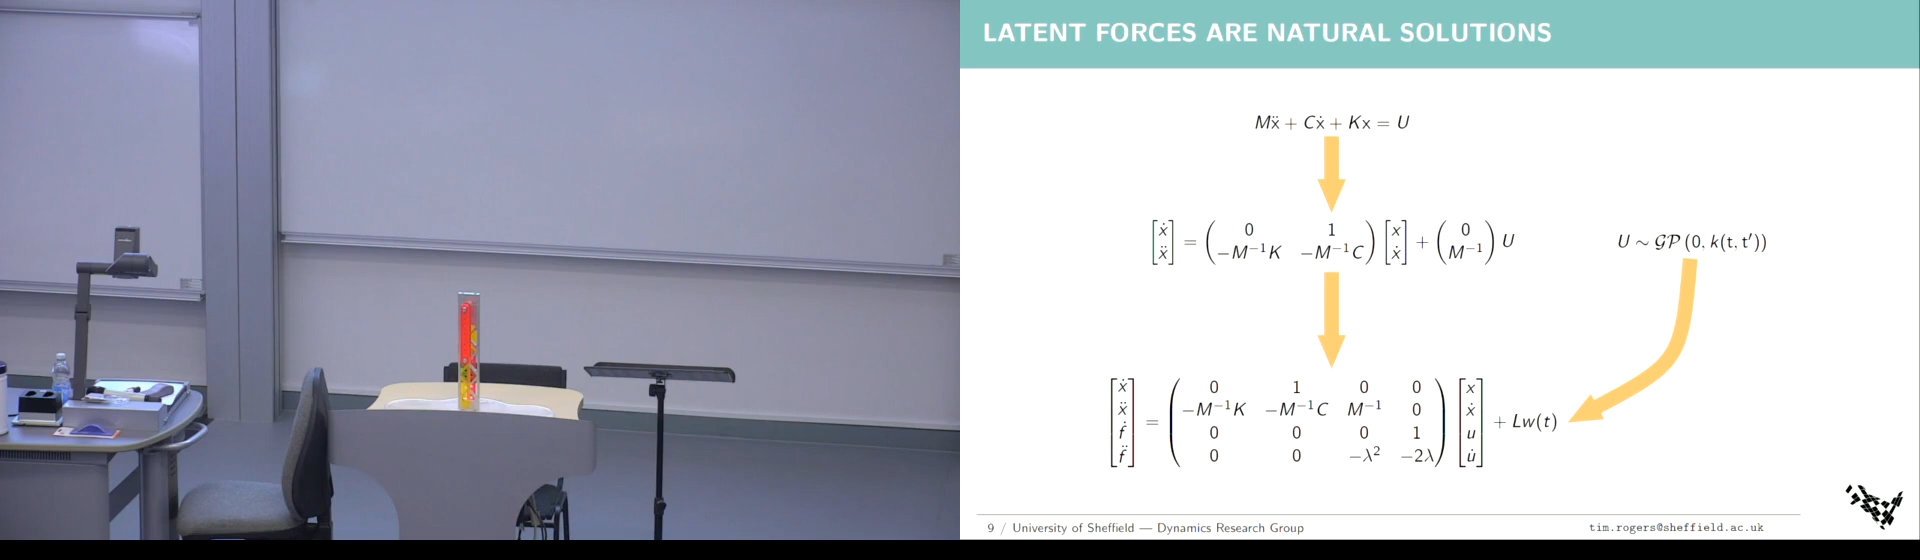 LATENT FORCES ARE NATURAL SOLUTIONS
Mẍ + Cẋ + Kx = U
[ẋ ẍ] = (0 1 −M⁻¹K −M⁻¹C) [x ẋ] + (0 M⁻¹) U
U ∼ 𝒢𝒫 (0, k(t, t′))
[ẋ ẍ ḟ f̈] = (0 1 0 0 −M⁻¹K −M⁻¹C M⁻¹ 0 0 0 0 1 0 0 −λ² −2λ) [x ẋ u u̇] + Lw(t)
9 / University of Sheffield — Dynamics Research Group
tim.rogers@sheffield.ac.uk